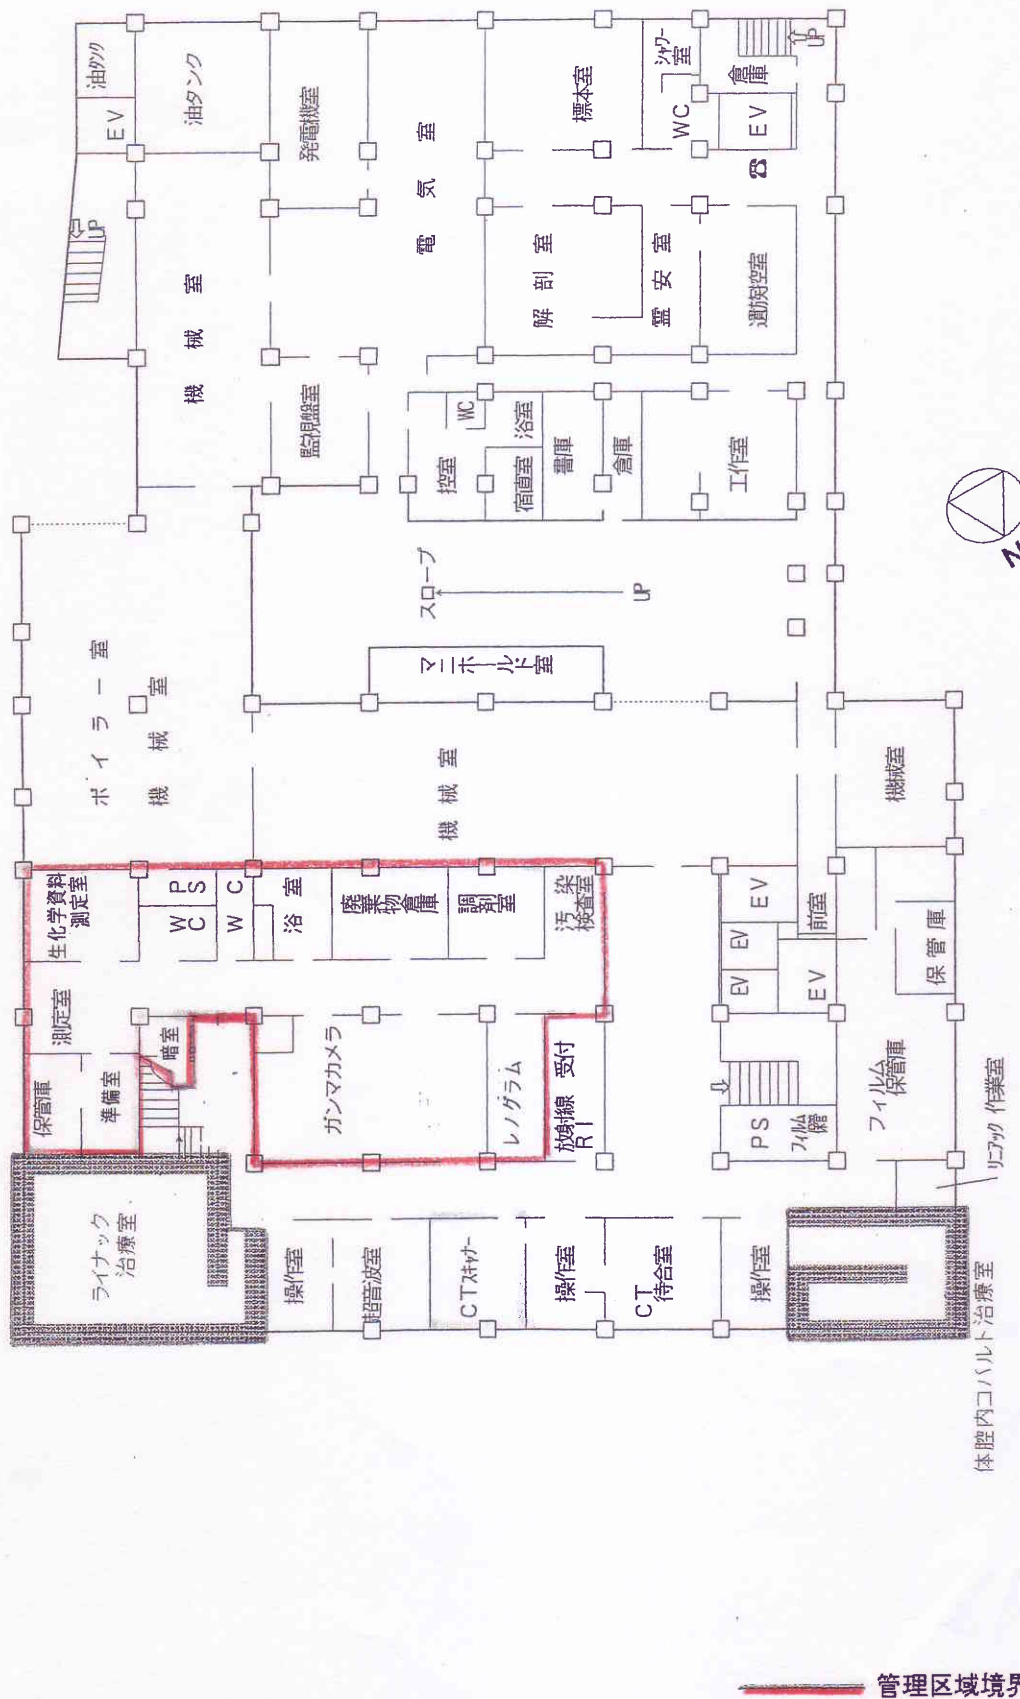 油タンク
EV
油タンク
UP
機械室
発電機室
監視盤室
電気室
標本室
シャワー室
WC
倉庫
UP
EV
解剖室
霊安室
遺族控室
控室
WC
宿直室
浴室
書庫
倉庫
工作室
スロープ
UP
マニホールド室
ボイラー室
機械室
機械室
機械室
N
生化学資料
測定室
PS
WC
WC
浴室
廃棄物倉庫
調剤室
汚染
検査室
測定室
保管庫
準備室
暗室
ガンマカメラ
レノグラム
放射線 受付
RI
EV
EV
EV
EV
前室
保管庫
PS
フィルム
保管
フィルム
保管庫
リニアック 作業室
ライナック
治療室
操作室
超音波室
CTスキャナー
操作室
CT
待合室
操作室
体腔内コバルト治療室
管理区域境界